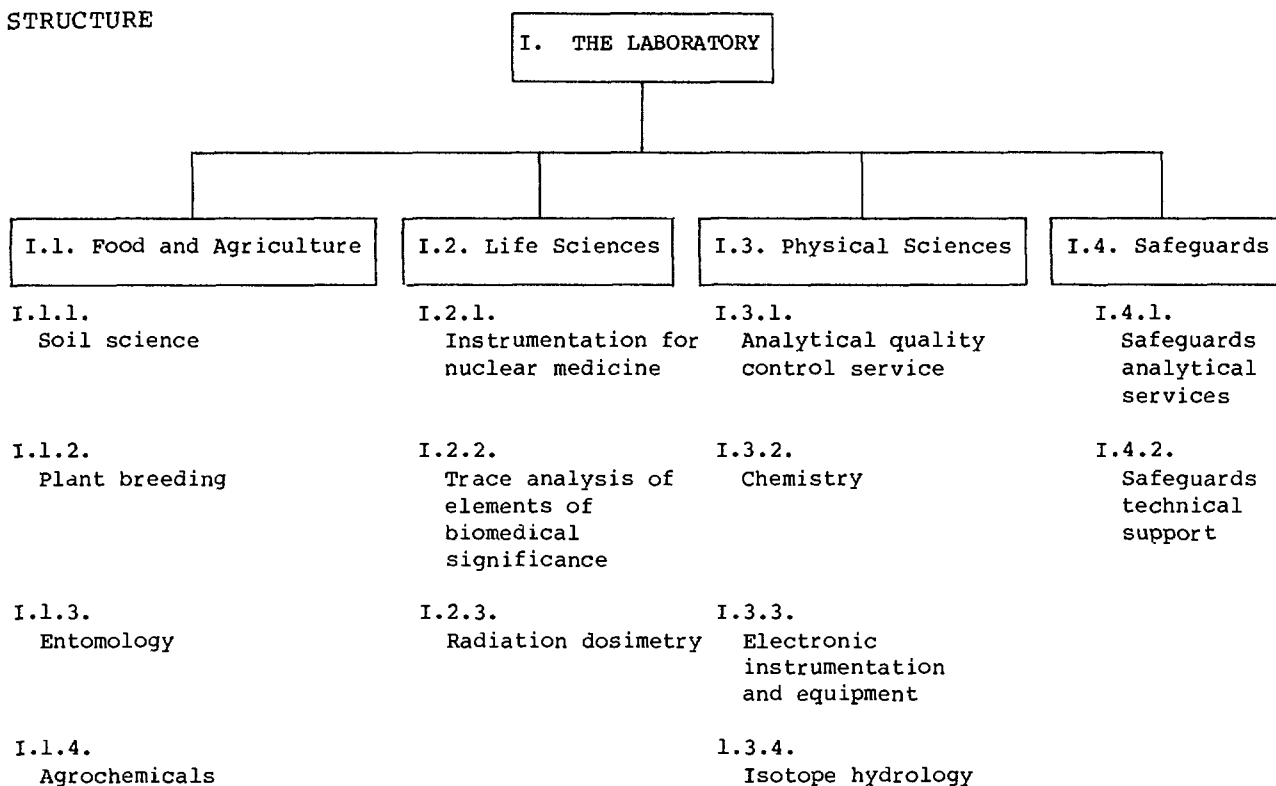 STRUCTURE
I. THE LABORATORY
I.1. Food and Agriculture
I.2. Life Sciences
I.3. Physical Sciences
I.4. Safeguards
I.1.1.
Soil science
I.1.2.
Plant breeding
I.1.3.
Entomology
I.1.4.
Agrochemicals
I.2.1.
Instrumentation for
nuclear medicine
I.2.2.
Trace analysis of
elements of
biomedical
significance
I.2.3.
Radiation dosimetry
I.3.1.
Analytical quality
control service
I.3.2.
Chemistry
I.3.3.
Electronic
instrumentation
and equipment
1.3.4.
Isotope hydrology
I.4.1.
Safeguards
analytical
services
I.4.2.
Safeguards
technical
support